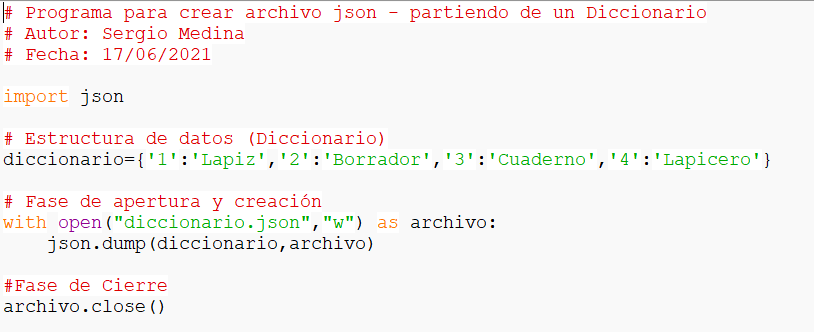 # Programa para crear archivo json - partiendo de un Diccionario
# Autor: Sergio Medina
# Fecha: 17/06/2021
import json
# Estructura de datos (Diccionario)
diccionario={'1':'Lapiz','2':'Borrador','3':'Cuaderno','4':'Lapicero'}
# Fase de apertura y creación
with open("diccionario.json","w") as archivo:
    json.dump(diccionario,archivo)
#Fase de Cierre
archivo.close()